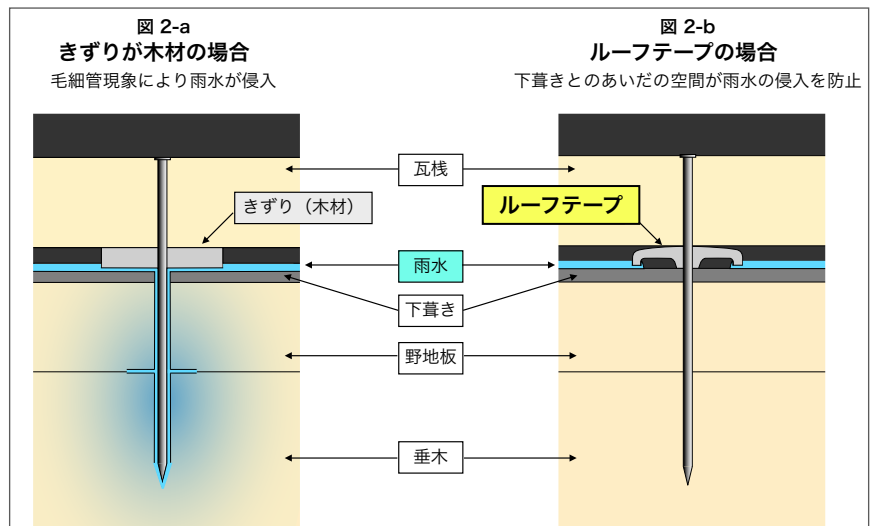 図 2-a
きずりが木材の場合
毛細管現象により雨水が侵入
図 2-b
ルーフテープの場合
下葺きとのあいだの空間が雨水の侵入を防止
瓦桟
きずり（木材）
ルーフテープ
雨水
下葺き
野地板
垂木